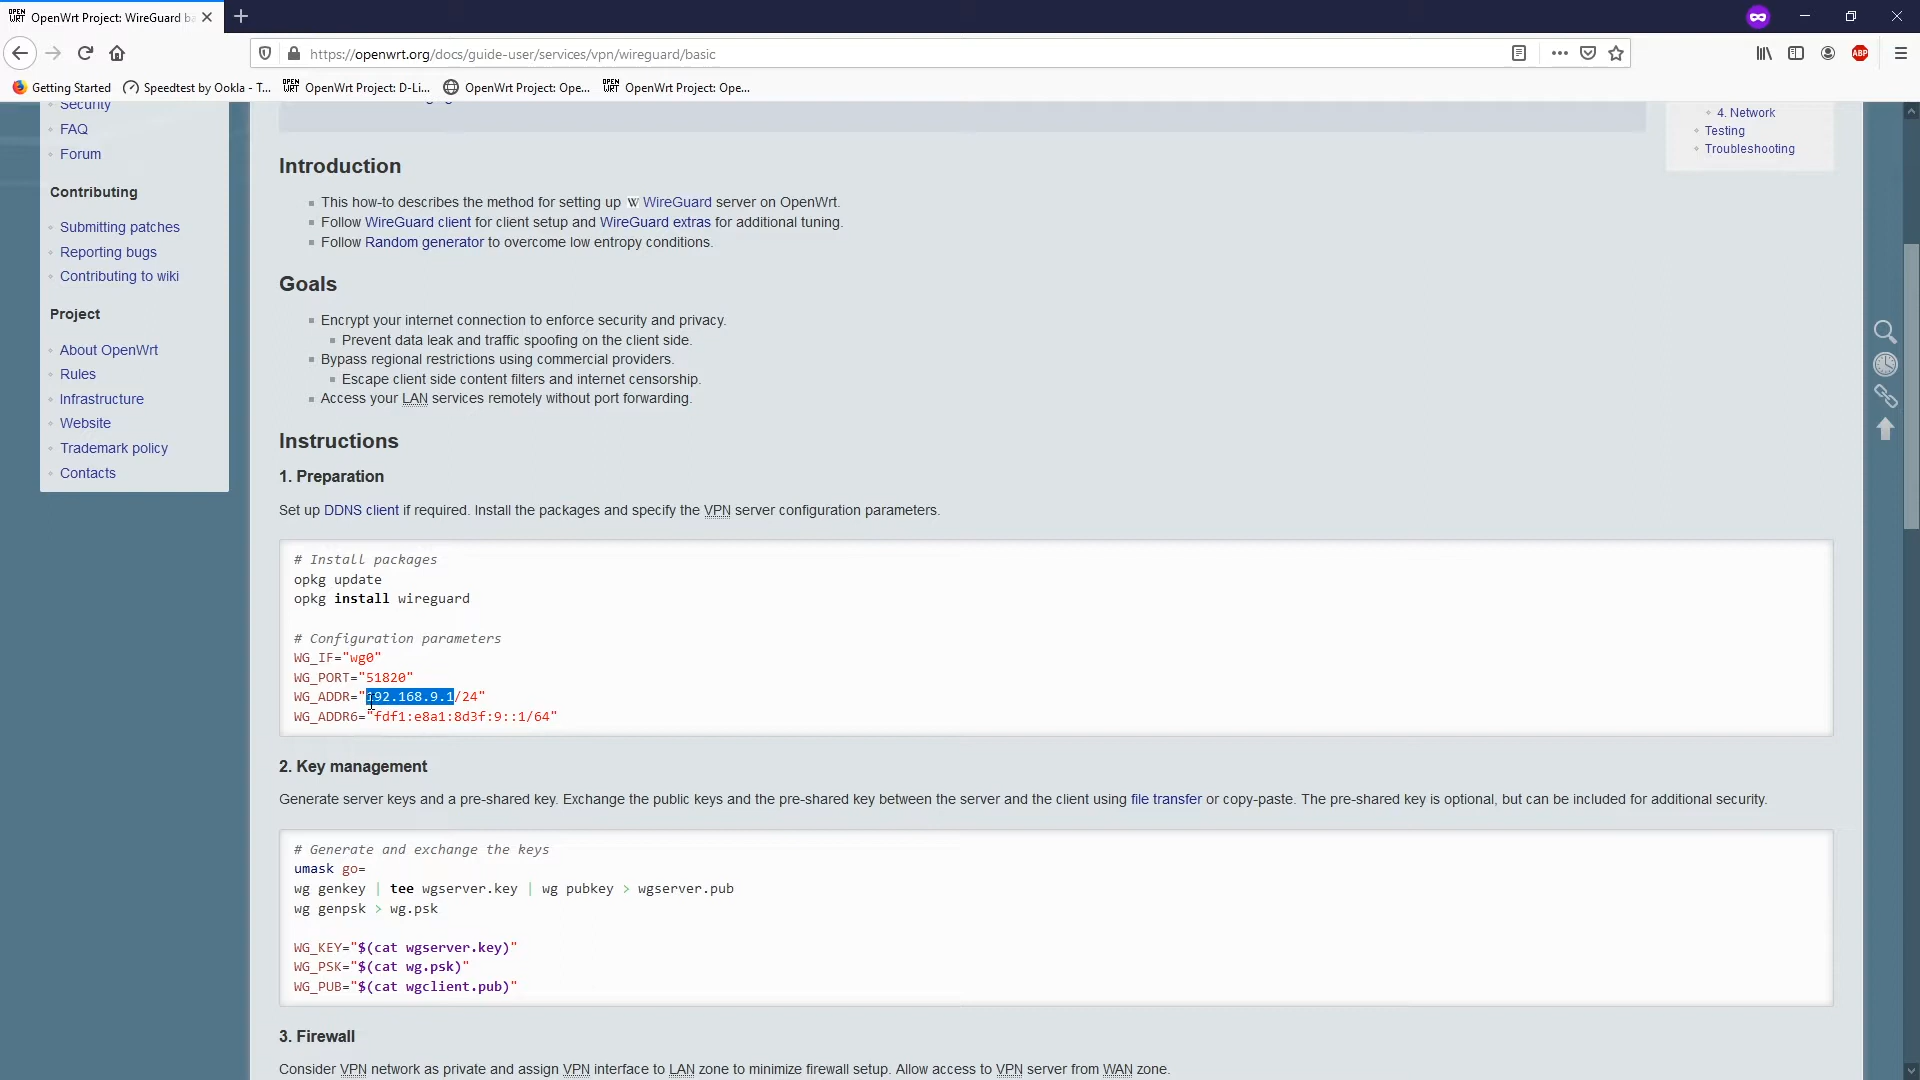 OpenWrt Project: WireGuard ba
https://openwrt.org/docs/guide-user/services/vpn/wireguard/basic
ABP
Getting Started
Speedtest by Ookla - T...
OpenWrt Project: D-Li...
OpenWrt Project: Ope...
OpenWrt Project: Ope...
Security
FAQ
Forum
Contributing
Submitting patches
Reporting bugs
Contributing to wiki
Project
About OpenWrt
Rules
Infrastructure
Website
Trademark policy
Contacts
4. Network
Testing
Troubleshooting
Introduction
This how-to describes the method for setting up W WireGuard server on OpenWrt.
Follow WireGuard client for client setup and WireGuard extras for additional tuning.
Follow Random generator to overcome low entropy conditions.
Goals
Encrypt your internet connection to enforce security and privacy.
Prevent data leak and traffic spoofing on the client side.
Bypass regional restrictions using commercial providers.
Escape client side content filters and internet censorship.
Access your LAN services remotely without port forwarding.
Instructions
1. Preparation
Set up DDNS client if required. Install the packages and specify the VPN server configuration parameters.
# Install packages
opkg update
opkg install wireguard
# Configuration parameters
WG_IF="wg0"
WG_PORT="51820"
WG_ADDR="192.168.9.1/24"
WG_ADDR6="fdf1:e8a1:8d3f:9::1/64"
2. Key management
Generate server keys and a pre-shared key. Exchange the public keys and the pre-shared key between the server and the client using file transfer or copy-paste. The pre-shared key is optional, but can be included for additional security.
# Generate and exchange the keys
umask go=
wg genkey | tee wgserver.key | wg pubkey > wgserver.pub
wg genpsk > wg.psk
WG_KEY="$(cat wgserver.key)"
WG_PSK="$(cat wg.psk)"
WG_PUB="$(cat wgclient.pub)"
3. Firewall
Consider VPN network as private and assign VPN interface to LAN zone to minimize firewall setup. Allow access to VPN server from WAN zone.